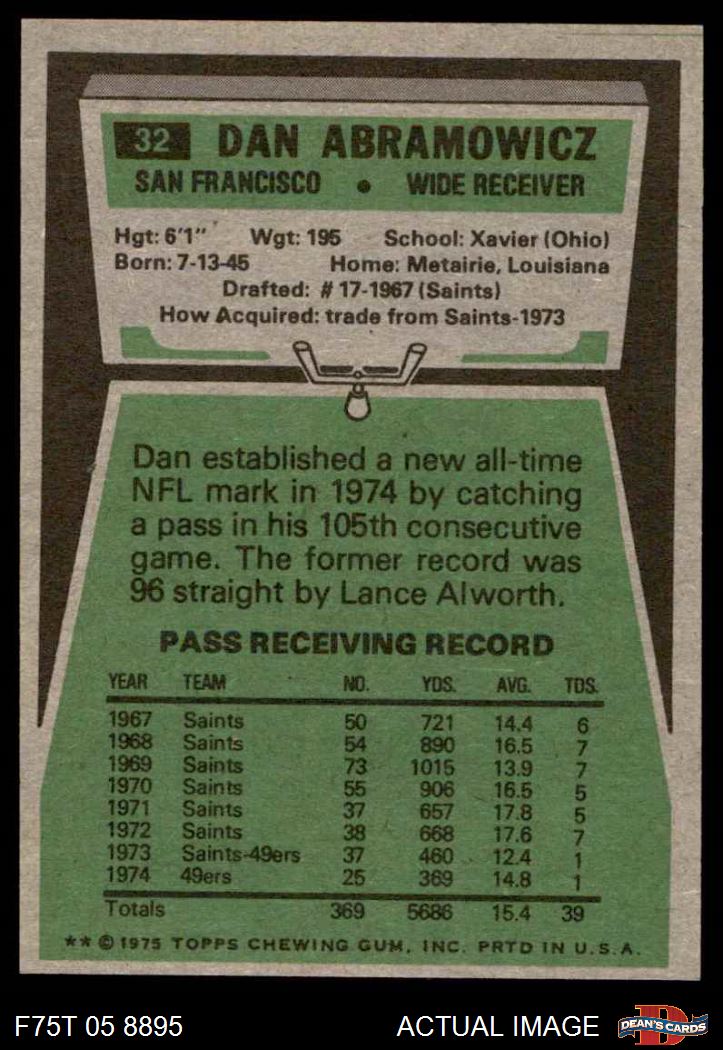 32 DAN ABRAMOWICZ
SAN FRANCISCO • WIDE RECEIVER
Hgt: 6'1" Wgt: 195 School: Xavier (Ohio)
Born: 7-13-45 Home: Metairie, Louisiana
Drafted: # 17-1967 (Saints)
How Acquired: trade from Saints-1973
Dan established a new all-time
NFL mark in 1974 by catching
a pass in his 105th consecutive
game. The former record was
96 straight by Lance Alworth.
PASS RECEIVING RECORD
YEAR TEAM NO. YDS. AVG. TDS.
1967 Saints 50 721 14.4 6
1968 Saints 54 890 16.5 7
1969 Saints 73 1015 13.9 7
1970 Saints 55 906 16.5 5
1971 Saints 37 657 17.8 5
1972 Saints 38 668 17.6 7
1973 Saints-49ers 37 460 12.4 1
1974 49ers 25 369 14.8 1
Totals 369 5686 15.4 39
** © 1975 TOPPS CHEWING GUM, INC. PRTD IN U.S.A.
F75T 05 8895 ACTUAL IMAGE D DEAN'S CARDS